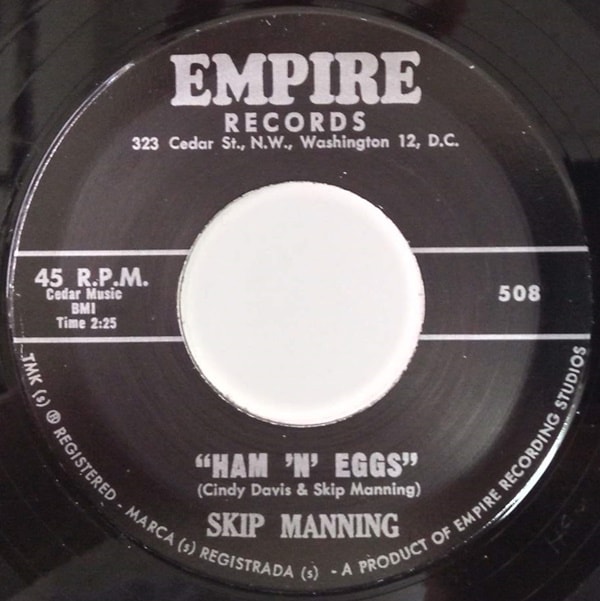 EMPIRE
RECORDS
323 Cedar St., N.W., Washington 12, D.C.
45 R.P.M.
Cedar Music
BMI
Time 2:25
508
"HAM 'N' EGGS"
(Cindy Davis & Skip Manning)
SKIP MANNING
TMK (s) ® REGISTERED - MARCA (s) REGISTRADA (s) - A PRODUCT OF EMPIRE RECORDING STUDIOS